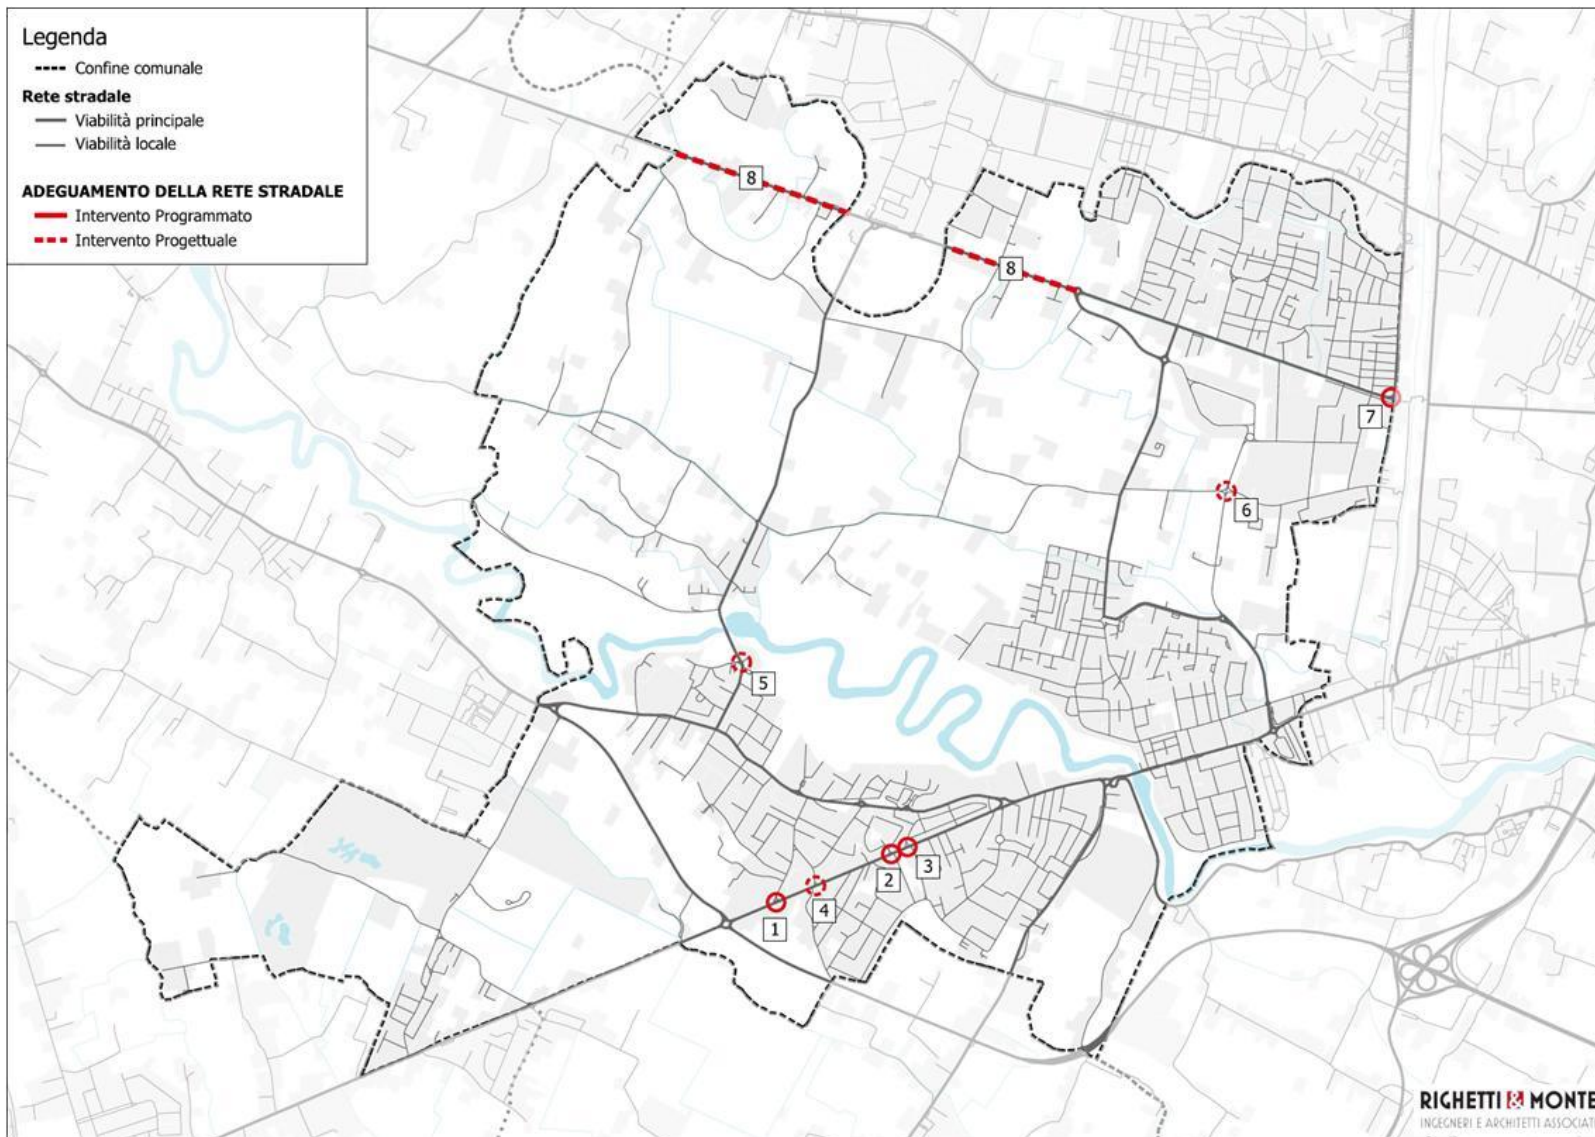 Legenda
Confine comunale
Rete stradale
Viabilità principale
Viabilità locale
ADEGUAMENTO DELLA RETE STRADALE
Intervento Programmato
Intervento Progettuale
8
8
7
6
5
3
2
4
1
RIGHETTI & MONTE
INGEGNERI E ARCHITETTI ASSOCIAT